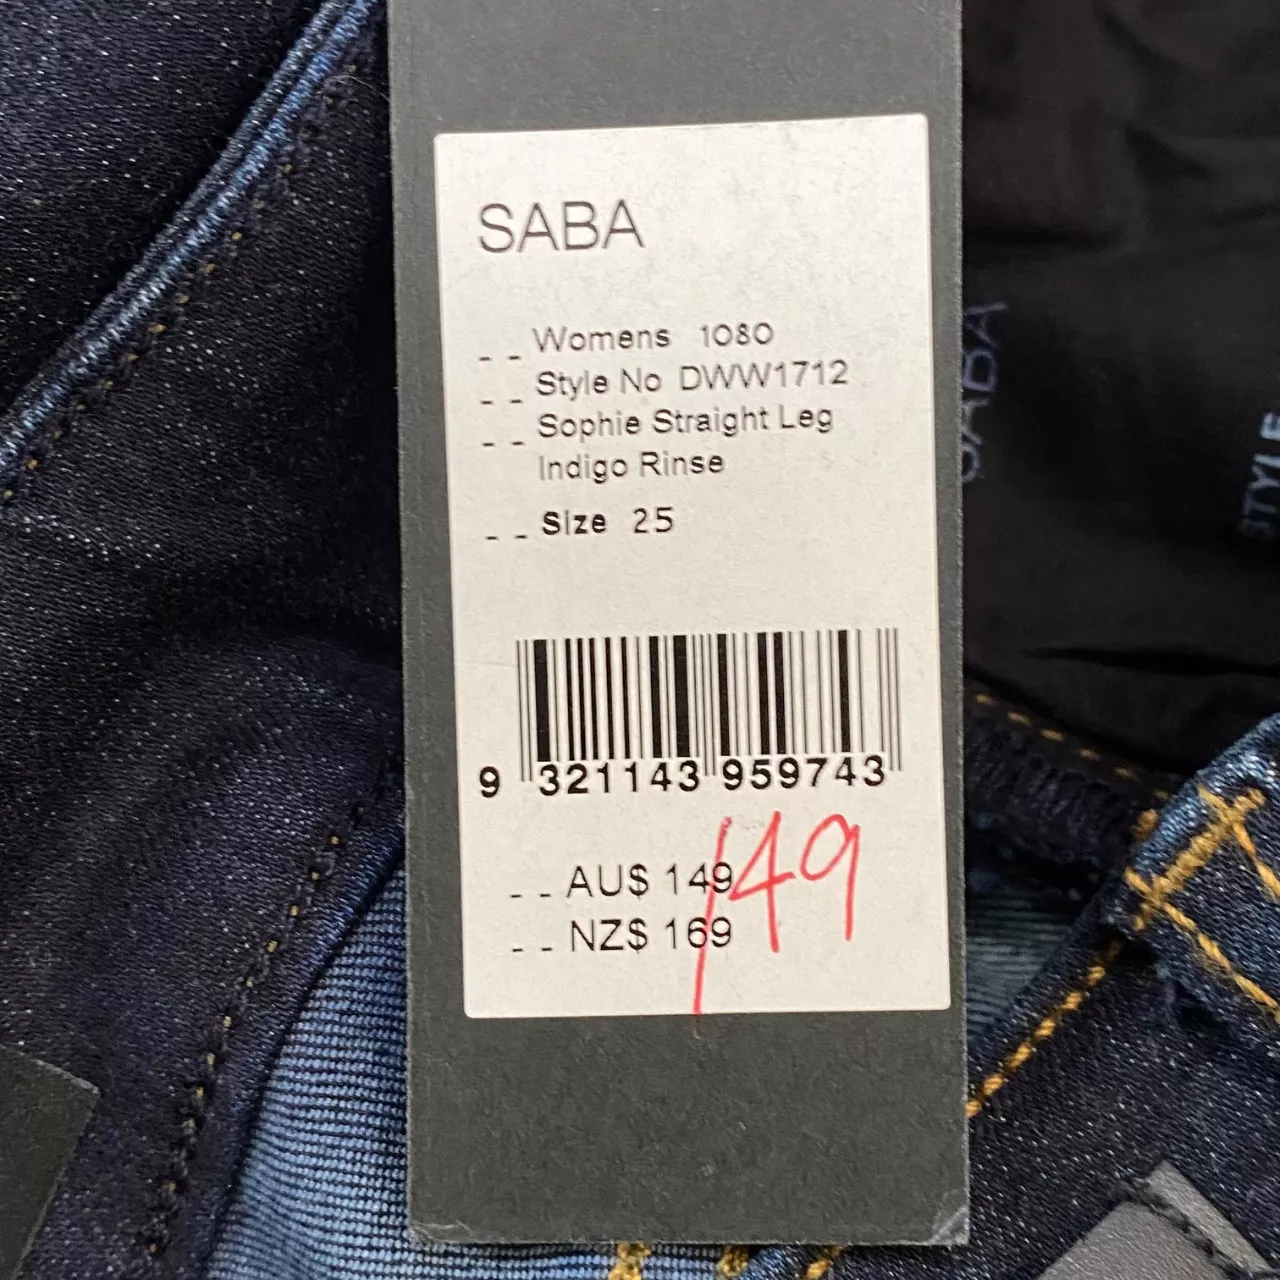 SABA
_ _ Womens 1080
_ _ Style No DWW1712
_ _ Sophie Straight Leg
Indigo Rinse
_ _ Size 25
9 321143 959743
149
_ _ AU$ 149
_ _ NZ$ 169
SABA
STYLE